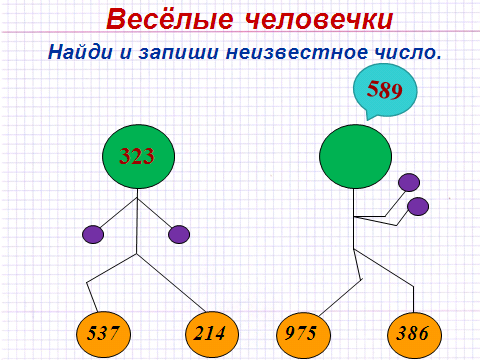 Весёлые человечки
Найди и запиши неизвестное число.
589
323
537 214 975 386